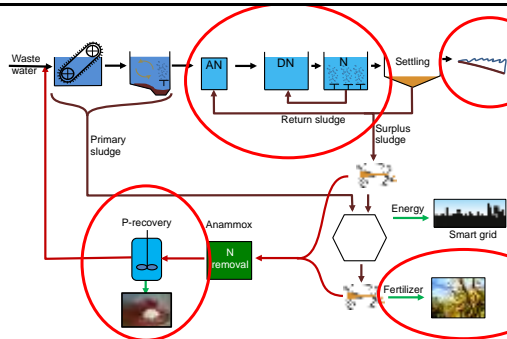 Waste
water
AN
DN
N
Settling
Return sludge
Surplus
sludge
Primary
sludge
Energy
Smart grid
P-recovery
Anammox
N
removal
Fertilizer